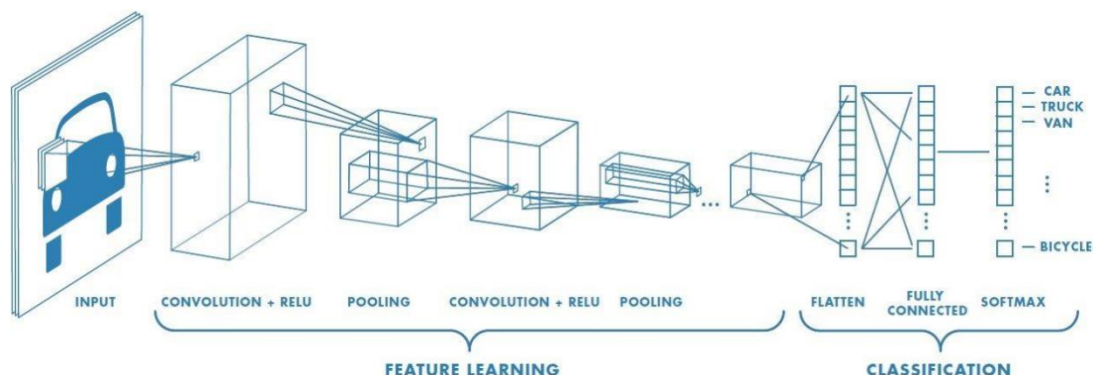 CAR
TRUCK
VAN
BICYCLE
INPUT
CONVOLUTION + RELU
POOLING
CONVOLUTION + RELU
POOLING
FLATTEN
FULLY
CONNECTED
SOFTMAX
FEATURE LEARNING
CLASSIFICATION